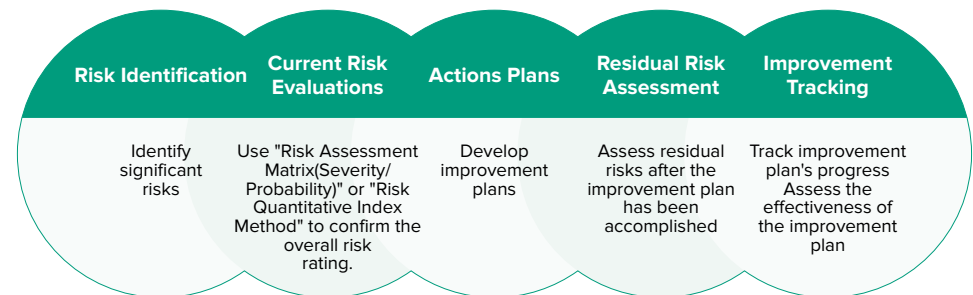 Risk Identification
Current Risk
Evaluations
Actions Plans
Residual Risk
Assessment
Improvement
Tracking
Identify
significant
risks
Use "Risk Assessment
Matrix(Severity/
Probability)" or "Risk
Quantitative Index
Method" to confirm the
overall risk
rating.
Develop
improvement
plans
Assess residual
risks after the
improvement plan
has been
accomplished
Track improvement
plan's progress
Assess the
effectiveness of
the improvement
plan